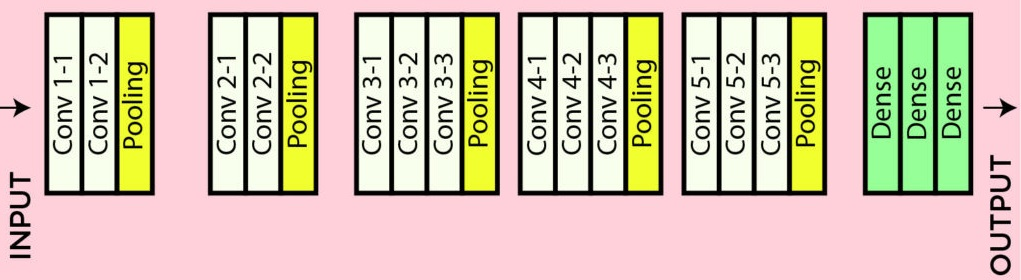 INPUT
Conv 1-1
Conv 1-2
Pooling
Conv 2-1
Conv 2-2
Pooling
Conv 3-1
Conv 3-2
Conv 3-3
Pooling
Conv 4-1
Conv 4-2
Conv 4-3
Pooling
Conv 5-1
Conv 5-2
Conv 5-3
Pooling
Dense
Dense
Dense
OUTPUT